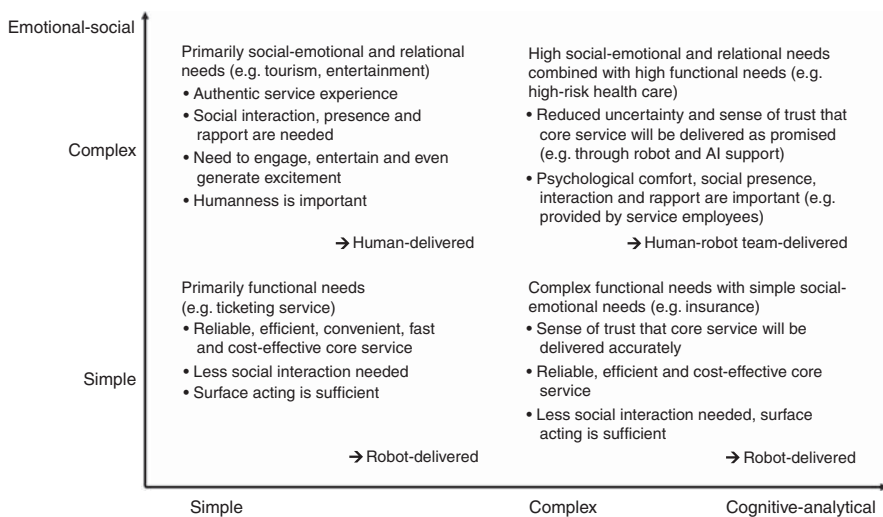 Emotional-social
Complex
Simple
Primarily social-emotional and relational
needs (e.g. tourism, entertainment)
• Authentic service experience
• Social interaction, presence and
rapport are needed
• Need to engage, entertain and even
generate excitement
• Humanness is important
→ Human-delivered
High social-emotional and relational needs
combined with high functional needs (e.g.
high-risk health care)
• Reduced uncertainty and sense of trust that
core service will be delivered as promised
(e.g. through robot and AI support)
• Psychological comfort, social presence,
interaction and rapport are important (e.g.
provided by service employees)
→ Human-robot team-delivered
Primarily functional needs
(e.g. ticketing service)
• Reliable, efficient, convenient, fast
and cost-effective core service
• Less social interaction needed
• Surface acting is sufficient
→ Robot-delivered
Complex functional needs with simple social-
emotional needs (e.g. insurance)
• Sense of trust that core service will be
delivered accurately
• Reliable, efficient and cost-effective core
service
• Less social interaction needed, surface
acting is sufficient
→ Robot-delivered
Simple
Complex
Cognitive-analytical